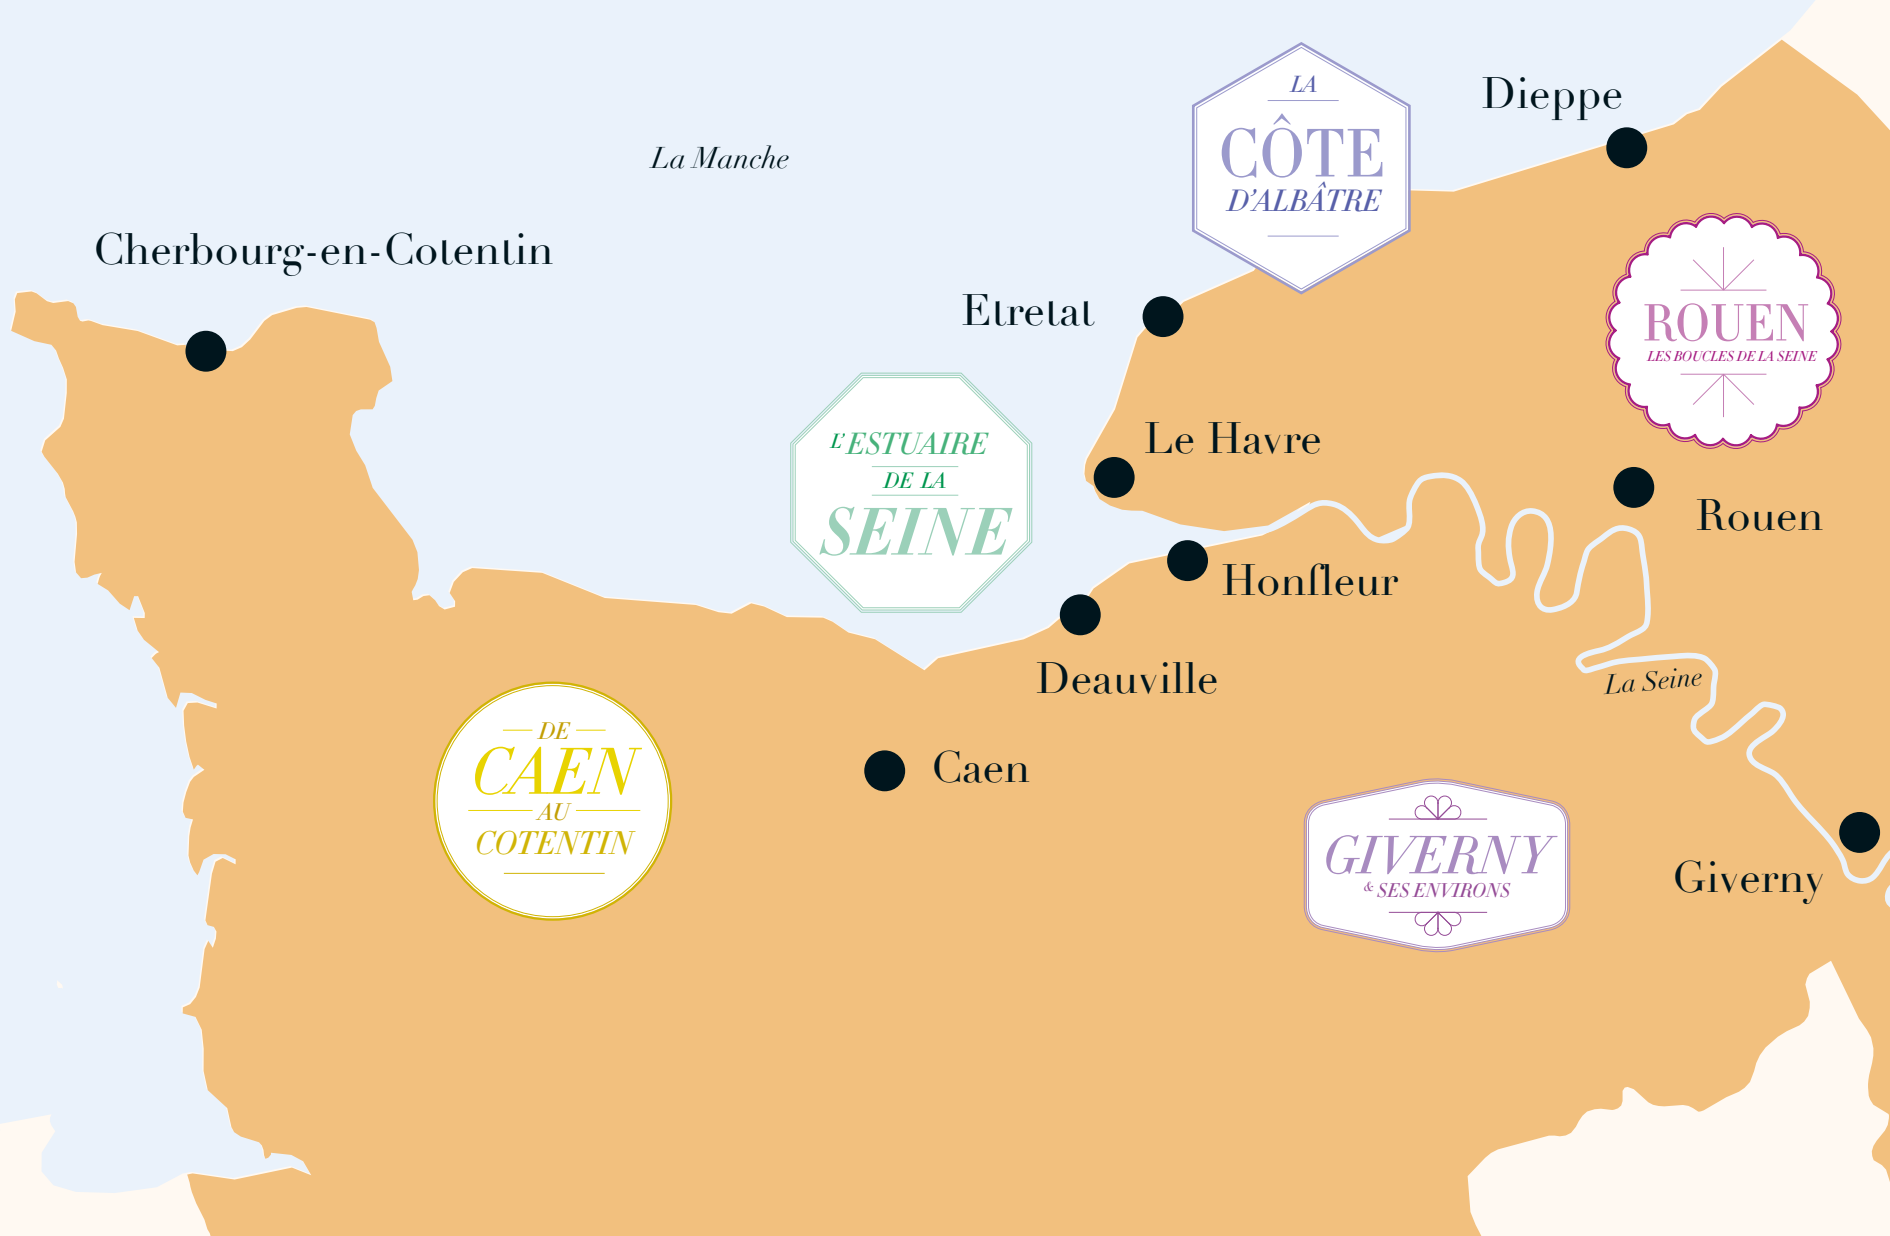 LA
CÔTE
D’ALBÂTRE
Dieppe
La Manche
Cherbourg-en-Cotentin
Etretat
ROUEN
LES BOUCLES DE LA SEINE
L’ESTUAIRE
DE LA
SEINE
Le Havre
Rouen
Honfleur
Deauville
La Seine
DE
CAEN
AU
COTENTIN
Caen
GIVERNY
& SES ENVIRONS
Giverny